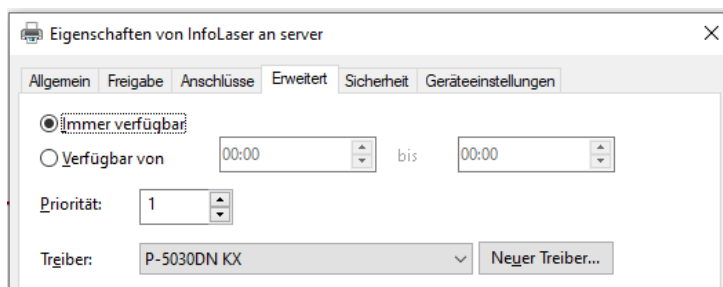 Eigenschaften von InfoLaser an server
Allgemein Freigabe Anschlüsse Erweitert Sicherheit Geräteeinstellungen
Immer verfügbar
Verfügbar von 00:00 bis 00:00
Priorität: 1
Treiber: P-5030DN KX Neuer Treiber...